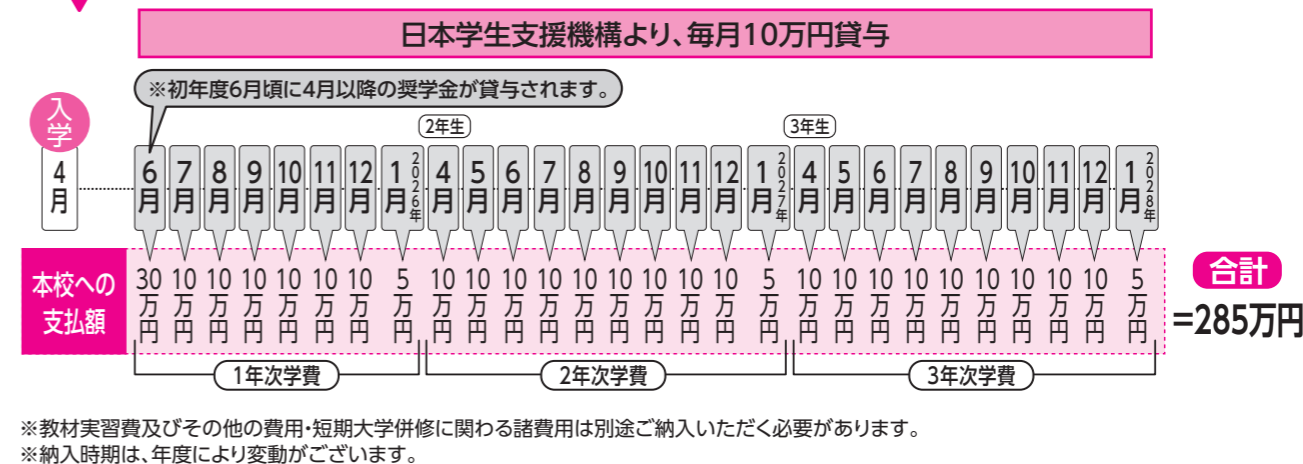 日本学生支援機構より、毎月10万円貸与
※初年度6月頃に4月以降の奨学金が貸与されます。
入学
2年生
3年生
4月 6月 7月 8月 9月 10月 11月 12月 1月 2026年 4月 5月 6月 7月 8月 9月 10月 11月 12月 1月 2027年 4月 5月 6月 7月 8月 9月 10月 11月 12月 1月 2028年
本校への
支払額
30万円 10万円 10万円 10万円 10万円 10万円 10万円 5万円 10万円 10万円 10万円 10万円 10万円 10万円 10万円 10万円 10万円 5万円 10万円 10万円 10万円 10万円 10万円 10万円 10万円 10万円 10万円 5万円
合計
=285万円
1年次学費
2年次学費
3年次学費
※教材実習費及びその他の費用・短期大学併修に関わる諸費用は別途ご納入いただく必要があります。
※納入時期は、年度により変動がございます。